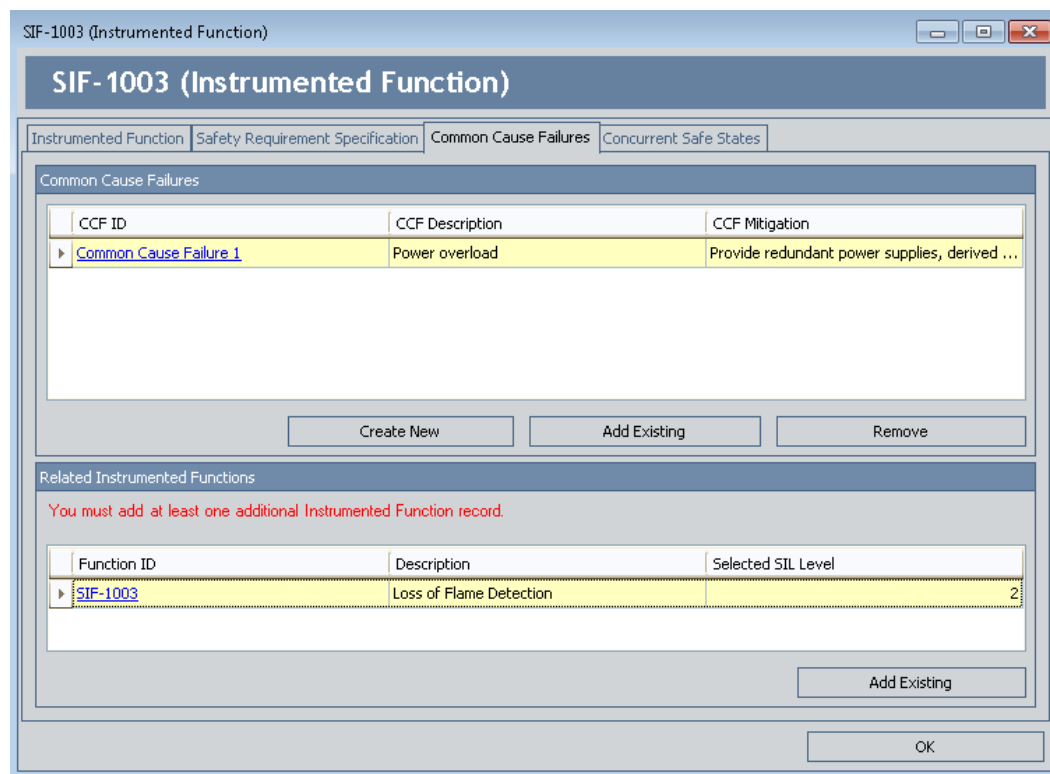 SIF-1003 (Instrumented Function)
SIF-1003 (Instrumented Function)
Instrumented Function Safety Requirement Specification Common Cause Failures Concurrent Safe States
Common Cause Failures
CCF ID CCF Description CCF Mitigation
Common Cause Failure 1 Power overload Provide redundant power supplies, derived ...
Create New Add Existing Remove
Related Instrumented Functions
You must add at least one additional Instrumented Function record.
Function ID Description Selected SIL Level
SIF-1003 Loss of Flame Detection 2
Add Existing
OK